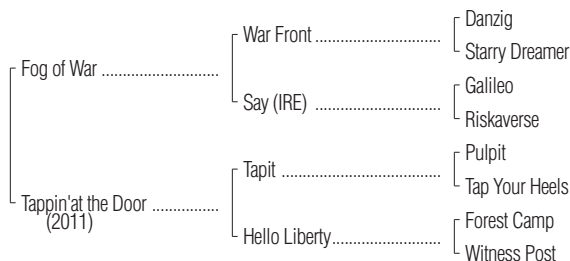 Danzig
War Front ........................................
Starry Dreamer
Fog of War .....................................
Galileo
Say (IRE) ........................................
Riskaverse
Pulpit
Tapit ...................................................
Tap Your Heels
Tappin'at the Door .....................
(2011)
Forest Camp
Hello Liberty...................................
Witness Post